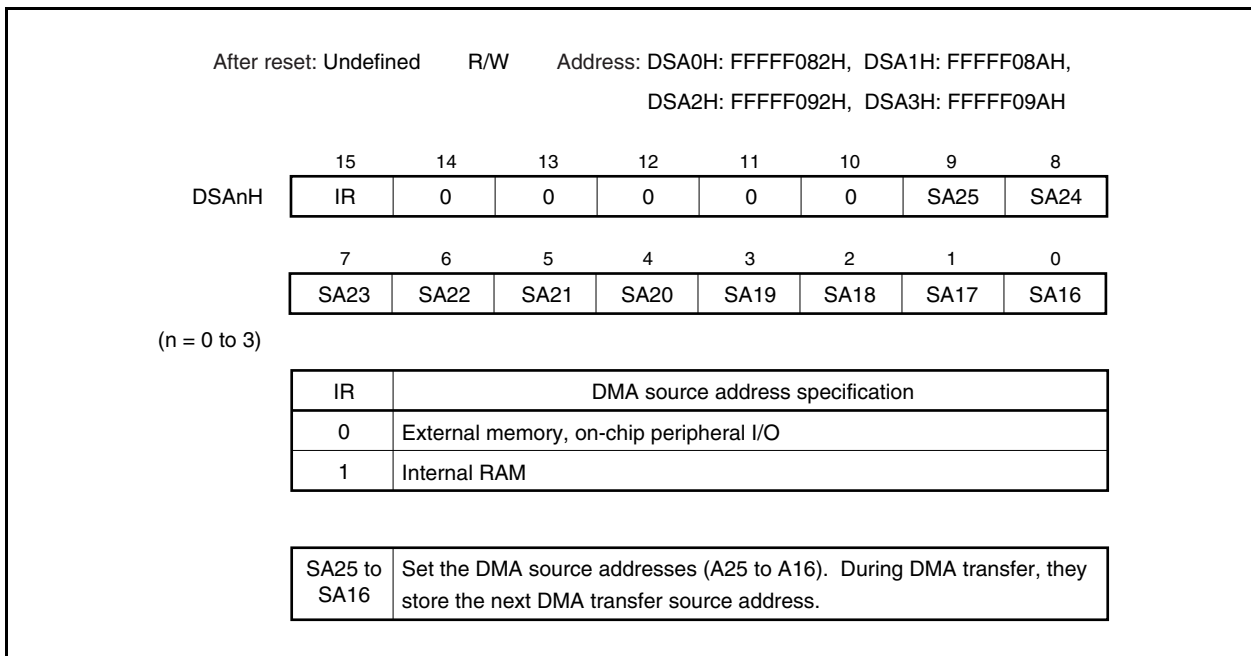 After reset: Undefined R/W Address: DSA0H: FFFFF082H, DSA1H: FFFFF08AH,
DSA2H: FFFFF092H, DSA3H: FFFFF09AH
15 14 13 12 11 10 9 8
DSAnH IR 0 0 0 0 0 SA25 SA24
7 6 5 4 3 2 1 0
SA23 SA22 SA21 SA20 SA19 SA18 SA17 SA16
(n = 0 to 3)
IR DMA source address specification
0 External memory, on-chip peripheral I/O
1 Internal RAM
SA25 to SA16 Set the DMA source addresses (A25 to A16). During DMA transfer, they
store the next DMA transfer source address.